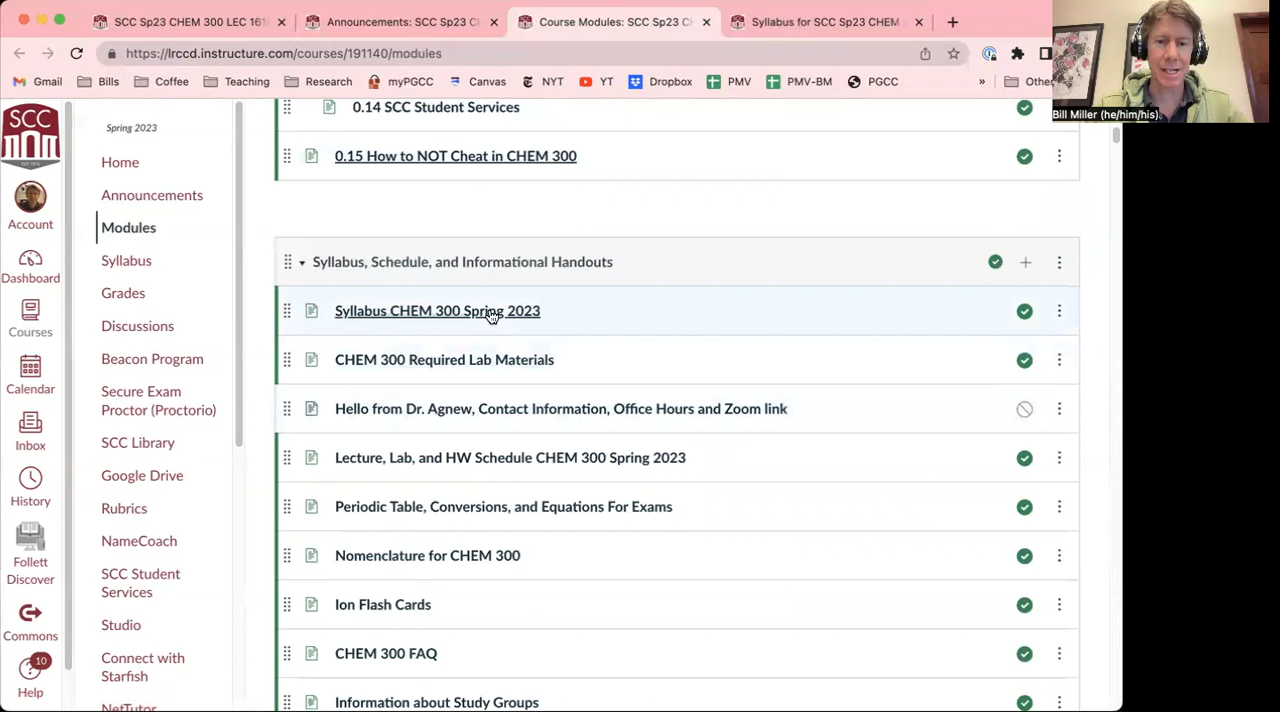 SCC Sp23 CHEM 300 LEC 161
Announcements: SCC Sp23 C
Course Modules: SCC Sp23 C
Syllabus for SCC Sp23 CHEM
https://lrccd.instructure.com/courses/191140/modules
Gmail
Bills
Coffee
Teaching
Research
myPGCC
Canvas
NYT
YT
Dropbox
PMV
PMV-BM
PGCC
»
Other
Bill Miller (he/him/his)
SCC
Account
Dashboard
Courses
Calendar
Inbox
History
Follett
Discover
Commons
10
Help
Spring 2023
Home
Announcements
Modules
Syllabus
Grades
Discussions
Beacon Program
Secure Exam
Proctor (Proctorio)
SCC Library
Google Drive
Rubrics
NameCoach
SCC Student
Services
Studio
Connect with
Starfish
NetTutor
0.14 SCC Student Services
0.15 How to NOT Cheat in CHEM 300
Syllabus, Schedule, and Informational Handouts
Syllabus CHEM 300 Spring 2023
CHEM 300 Required Lab Materials
Hello from Dr. Agnew, Contact Information, Office Hours and Zoom link
Lecture, Lab, and HW Schedule CHEM 300 Spring 2023
Periodic Table, Conversions, and Equations For Exams
Nomenclature for CHEM 300
Ion Flash Cards
CHEM 300 FAQ
Information about Study Groups